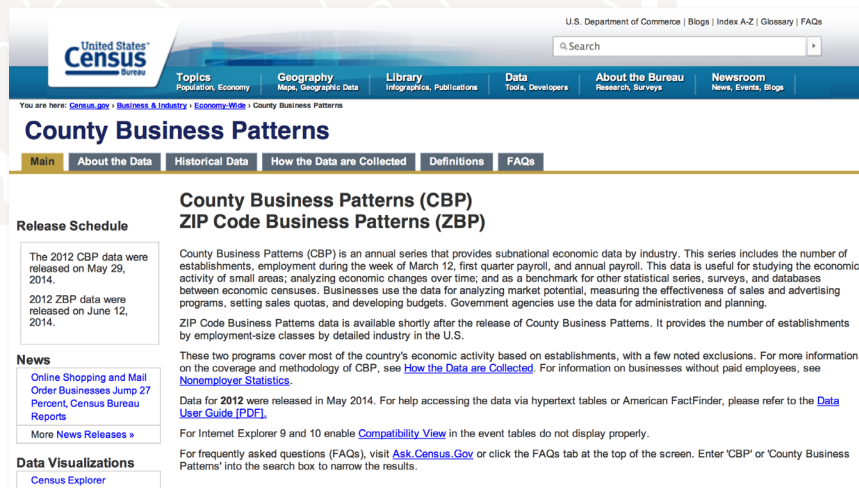 U.S. Department of Commerce | Blogs | Index A-Z | Glossary | FAQs
United States™
Census
Bureau
Search
Topics
Population, Economy
Geography
Maps, Geographic Data
Library
Infographics, Publications
Data
Tools, Developers
About the Bureau
Research, Surveys
Newsroom
News, Events, Blogs
You are here: Census.gov › Business & Industry › Economy-Wide › County Business Patterns
County Business Patterns
Main
About the Data
Historical Data
How the Data are Collected
Definitions
FAQs
Release Schedule
The 2012 CBP data were
released on May 29,
2014.
2012 ZBP data were
released on June 12,
2014.
News
Online Shopping and Mail
Order Businesses Jump 27
Percent, Census Bureau
Reports
More News Releases »
Data Visualizations
Census Explorer
County Business Patterns (CBP)
ZIP Code Business Patterns (ZBP)
County Business Patterns (CBP) is an annual series that provides subnational economic data by industry. This series includes the number of
establishments, employment during the week of March 12, first quarter payroll, and annual payroll. This data is useful for studying the economic
activity of small areas; analyzing economic changes over time; and as a benchmark for other statistical series, surveys, and databases
between economic censuses. Businesses use the data for analyzing market potential, measuring the effectiveness of sales and advertising
programs, setting sales quotas, and developing budgets. Government agencies use the data for administration and planning.
ZIP Code Business Patterns data is available shortly after the release of County Business Patterns. It provides the number of establishments
by employment-size classes by detailed industry in the U.S.
These two programs cover most of the country's economic activity based on establishments, with a few noted exclusions. For more information
on the coverage and methodology of CBP, see How the Data are Collected. For information on businesses without paid employees, see
Nonemployer Statistics.
Data for 2012 were released in May 2014. For help accessing the data via hypertext tables or American FactFinder, please refer to the Data
User Guide [PDF].
For Internet Explorer 9 and 10 enable Compatibility View in the event tables do not display properly.
For frequently asked questions (FAQs), visit Ask.Census.Gov or click the FAQs tab at the top of the screen. Enter 'CBP' or 'County Business
Patterns' into the search box to narrow the results.